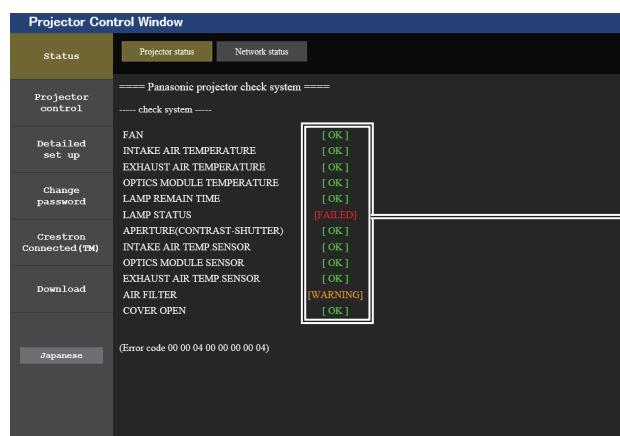 Projector Control Window
Status
Projector status
Network status
Projector
control
Detailed
set up
Change
password
Crestron
Connected(TM)
Download
Japanese
==== Panasonic projector check system ====
----- check system -----
FAN [ OK ]
INTAKE AIR TEMPERATURE [ OK ]
EXHAUST AIR TEMPERATURE [ OK ]
OPTICS MODULE TEMPERATURE [ OK ]
LAMP REMAIN TIME [ OK ]
LAMP STATUS [FAILED]
APERTURE(CONTRAST-SHUTTER) [ OK ]
INTAKE AIR TEMP.SENSOR [ OK ]
OPTICS MODULE SENSOR [ OK ]
EXHAUST AIR TEMP.SENSOR [ OK ]
AIR FILTER [WARNING]
COVER OPEN [ OK ]
(Error code 00 00 04 00 00 00 00 04)